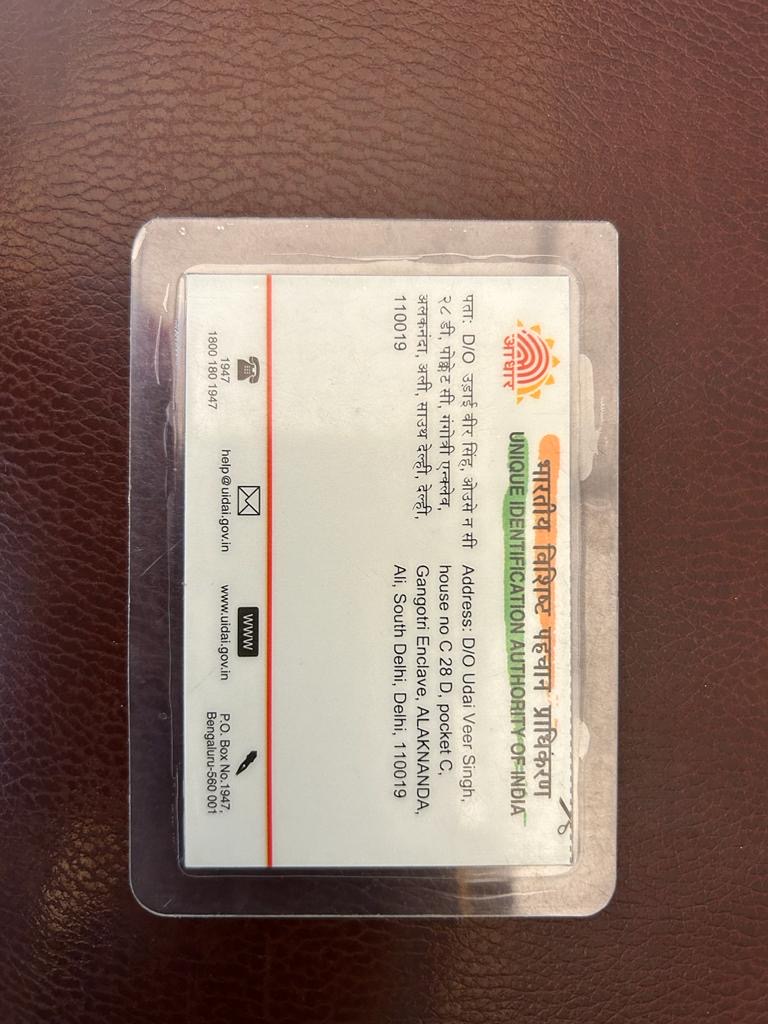 आधार
भारतीय विशिष्ट पहचान प्राधिकरण
UNIQUE IDENTIFICATION AUTHORITY OF INDIA
पता: D/O उड़ाई वीर सिंह, ओउसे न सी
२८ डी, पोक्केट सी, गंगोत्री एन्क्लेव,
अलकनंदा, अली, साउथ देल्ही, देल्ही,
110019
Address: D/O Udai Veer Singh,
house no C 28 D, pocket C,
Gangotri Enclave, ALAKNANDA,
Ali, South Delhi, Delhi, 110019
1947
1800 180 1947
help@uidai.gov.in
www
www.uidai.gov.in
P.O. Box No.1947,
Bengaluru-560 001